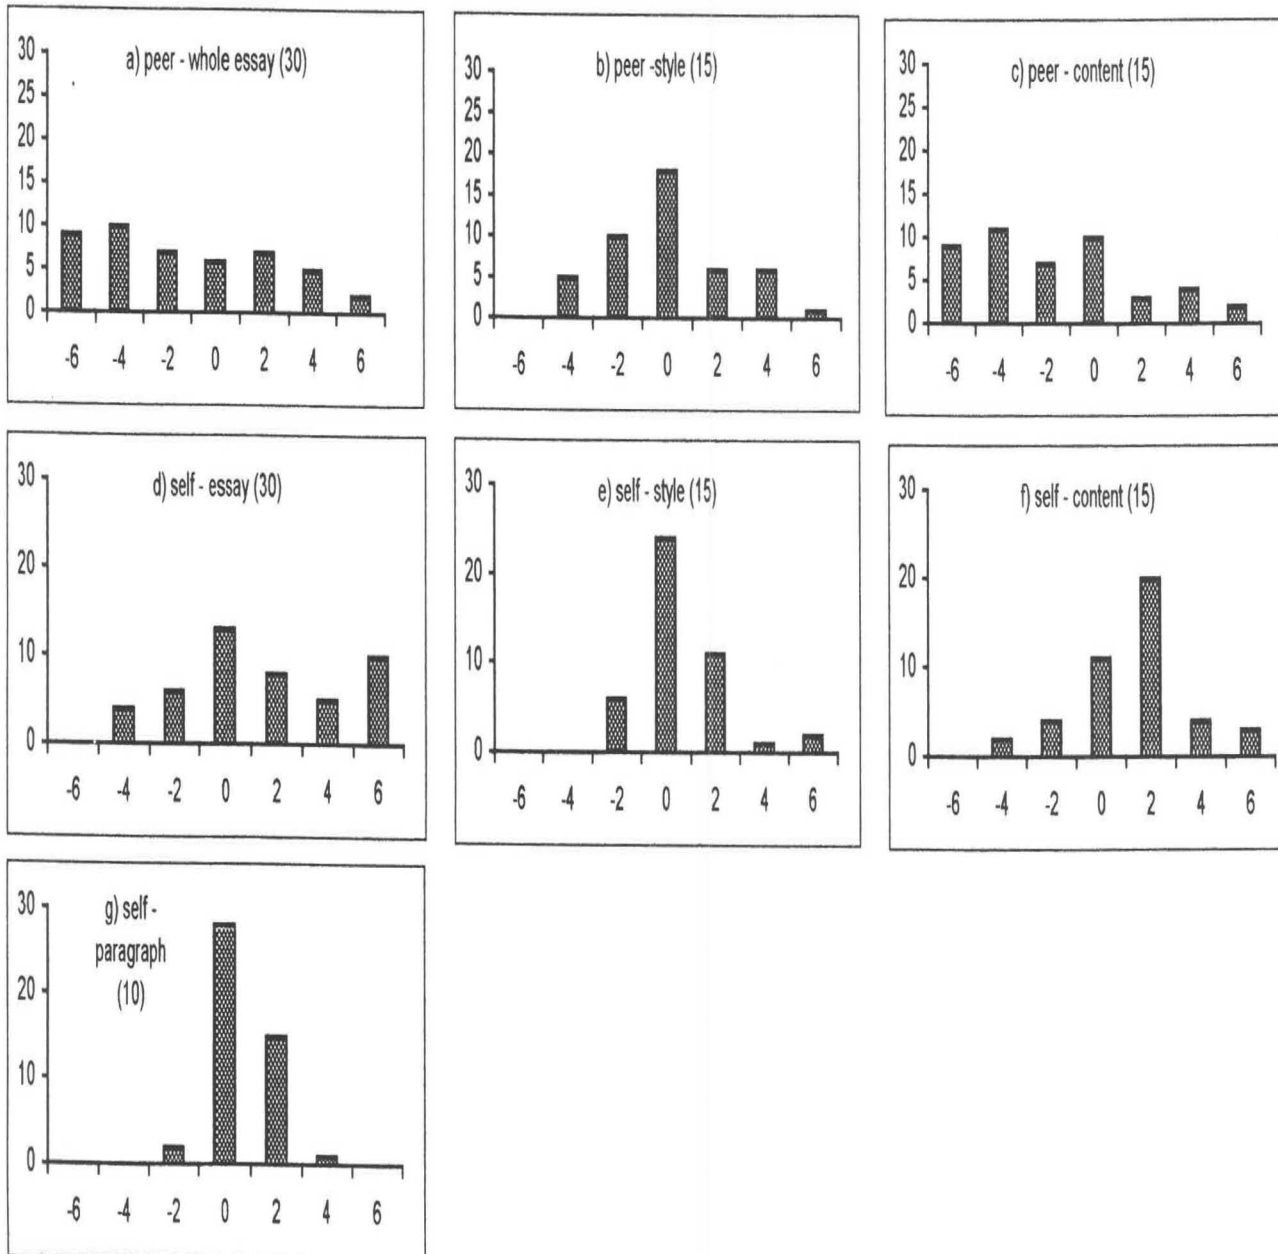 a) peer - whole essay (30)
30
25
20
15
10
5
0
-6 -4 -2 0 2 4 6
b) peer -style (15)
30
25
20
15
10
5
0
-6 -4 -2 0 2 4 6
c) peer - content (15)
30
25
20
15
10
5
0
-6 -4 -2 0 2 4 6
d) self - essay (30)
30
20
10
0
-6 -4 -2 0 2 4 6
e) self - style (15)
30
20
10
0
-6 -4 -2 0 2 4 6
f) self - content (15)
30
20
10
0
-6 -4 -2 0 2 4 6
g) self -
paragraph
(10)
30
20
10
0
-6 -4 -2 0 2 4 6